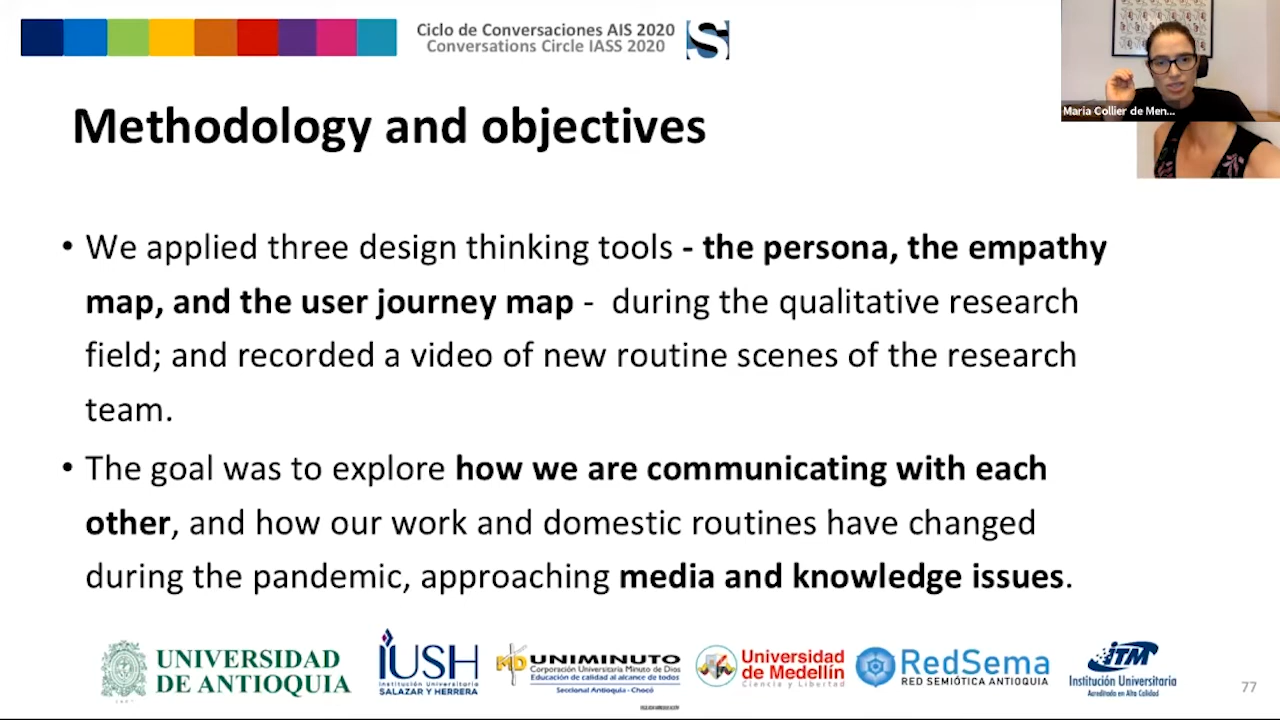 Ciclo de Conversaciones AIS 2020
Conversations Circle IASS 2020
S
Maria Collier de Men...
Methodology and objectives
• We applied three design thinking tools - the persona, the empathy
map, and the user journey map - during the qualitative research
field; and recorded a video of new routine scenes of the research
team.
• The goal was to explore how we are communicating with each
other, and how our work and domestic routines have changed
during the pandemic, approaching media and knowledge issues.
UNIVERSIDAD
DE ANTIOQUIA
IUSH
Institución Universitaria
SALAZAR Y HERRERA
MD UNIMINUTO
Corporación Universitaria Minuto de Dios
Educación de calidad al alcance de todos
Seccional Antioquia - Chocó
Universidad
de Medellín
Ciencia y Libertad
RedSema
RED SEMIÓTICA ANTIOQUIA
iTM
Institución Universitaria
Acreditada en Alta Calidad
77